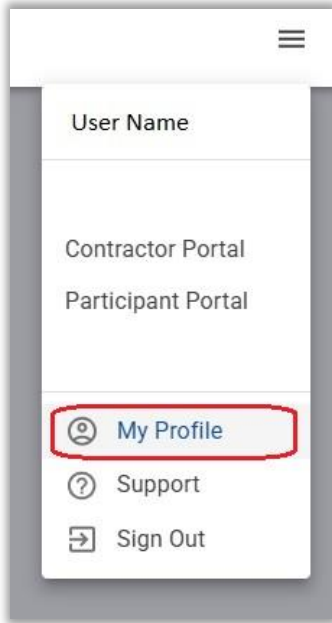 User Name
Contractor Portal
Participant Portal
My Profile
Support
Sign Out